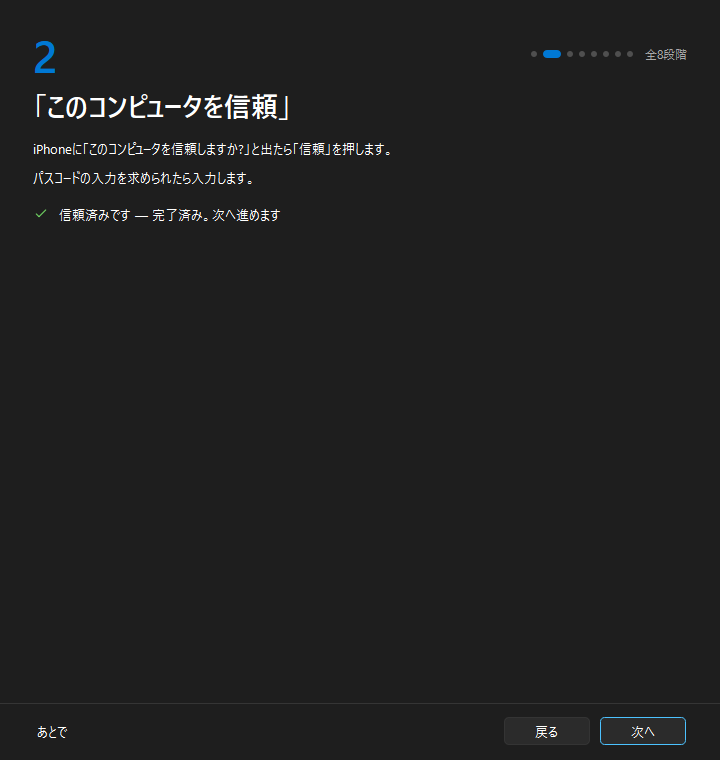 2
全8段階
「このコンピュータを信頼」
iPhoneに「このコンピュータを信頼しますか?」と出たら「信頼」を押します。
パスコードの入力を求められたら入力します。
信頼済みです — 完了済み。次へ進めます
あとで
戻る
次へ